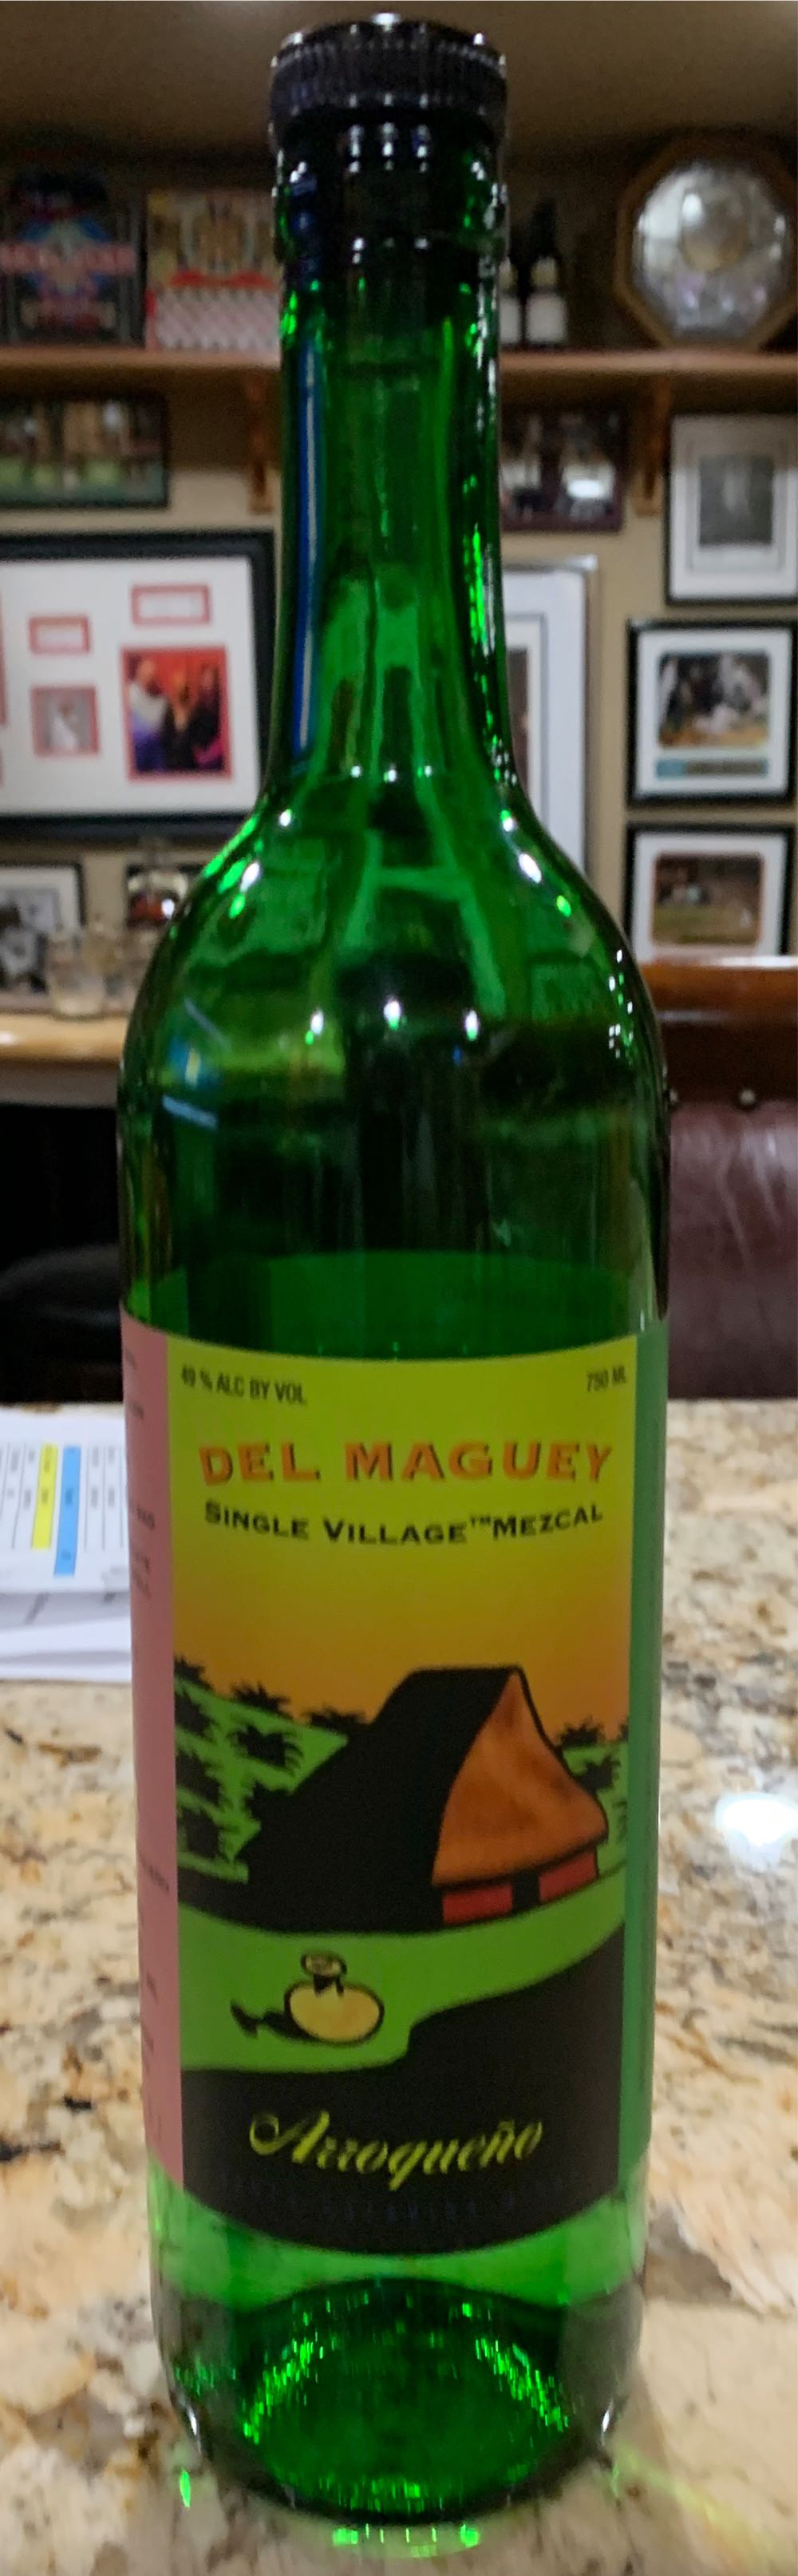 49 % ALC BY VOL
750 ML
DEL MAGUEY
SINGLE VILLAGE™ MEZCAL
Arroqueño